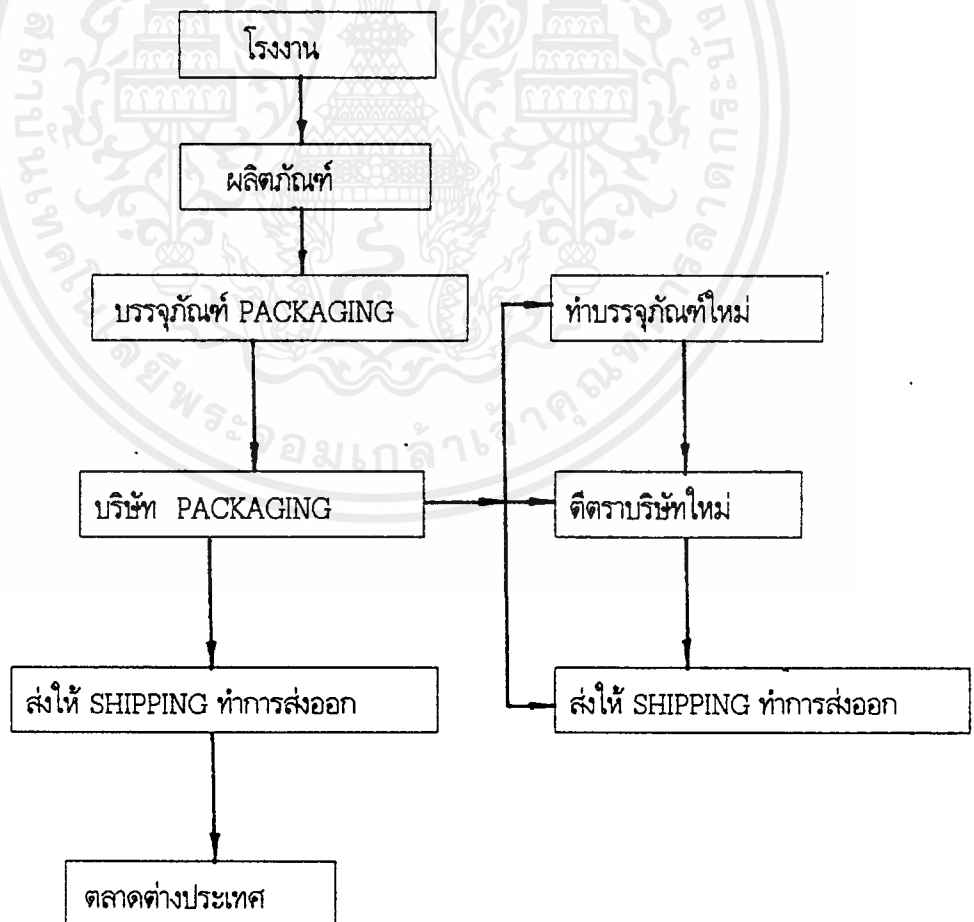 โรงงาน
ผลิตภัณฑ์
บรรจุภัณฑ์ PACKAGING
ทำบรรจุภัณฑ์ใหม่
บริษัท PACKAGING
ตีตราบริษัทใหม่
ส่งให้ SHIPPING ทำการส่งออก
ส่งให้ SHIPPING ทำการส่งออก
ตลาดต่างประเทศ